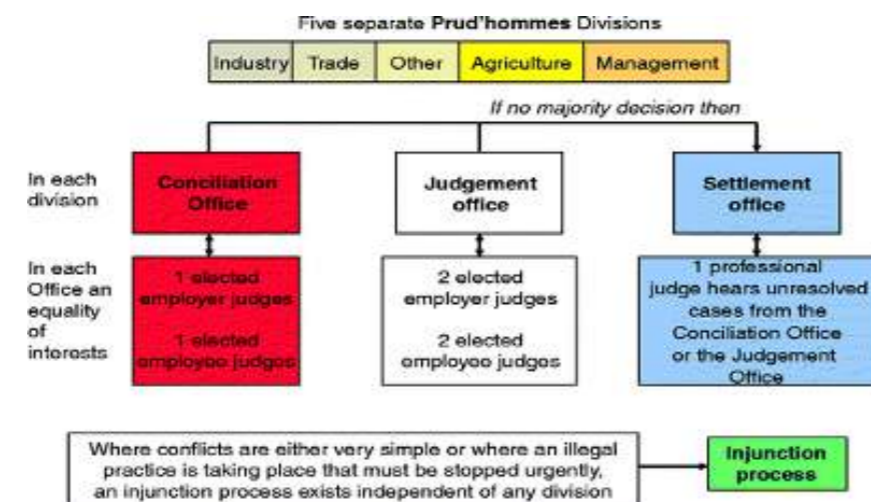 Five separate Prud'hommes Divisions
Industry Trade Other Agriculture Management
If no majority decision then
In each
division
Conciliation
Office
Judgement
office
Settlement
office
In each
Office an
equality
of
interests
1 elected
employer judges
1 elected
employee judges
2 elected
employer judges
2 elected
employee judges
1 professional
judge hears unresolved
cases from the
Conciliation Office
or the Judgement
Office
Where conflicts are either very simple or where an illegal
practice is taking place that must be stopped urgently,
an injunction process exists independent of any division
Injunction
process